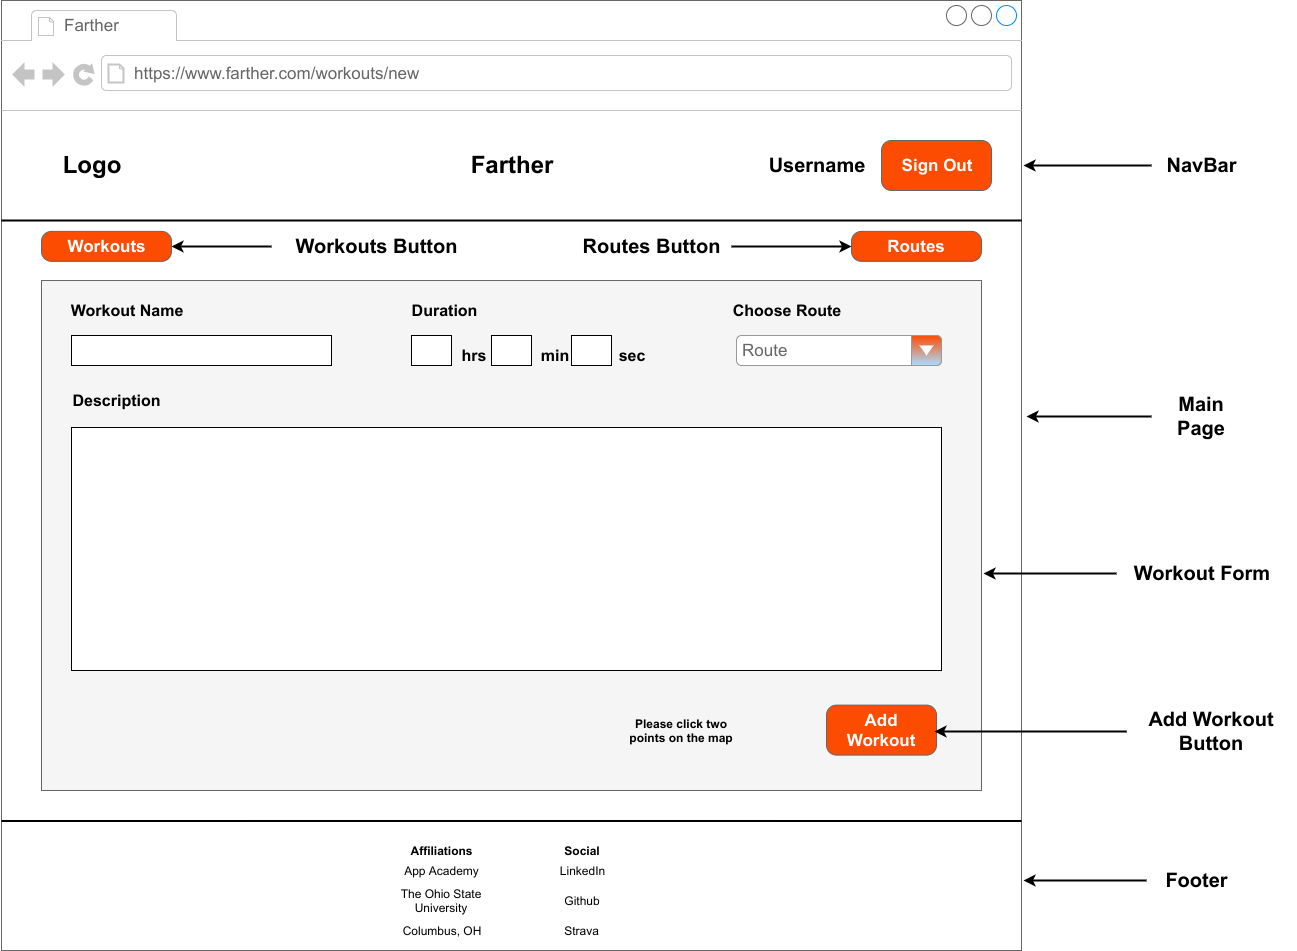 Farther
https://www.farther.com/workouts/new
Logo
Farther
Username
Sign Out
NavBar
Workouts
Workouts Button
Routes Button
Routes
Workout Name
Duration
Choose Route
hrs
min
sec
Route
Description
Main
Page
Workout Form
Please click two
points on the map
Add
Workout
Add Workout
Button
Affiliations
Social
App Academy
LinkedIn
The Ohio State
University
Github
Columbus, OH
Strava
Footer